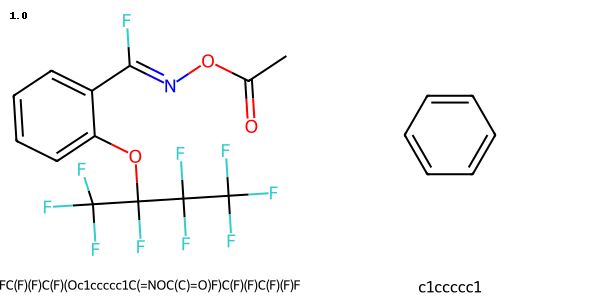 1.0
F
O
N
O
O F F
F
F F
F F F F
FC(F)(F)C(F)(Oc1ccccc1C(=NOC(C)=O)F)C(F)(F)C(F)(F)F
c1ccccc1